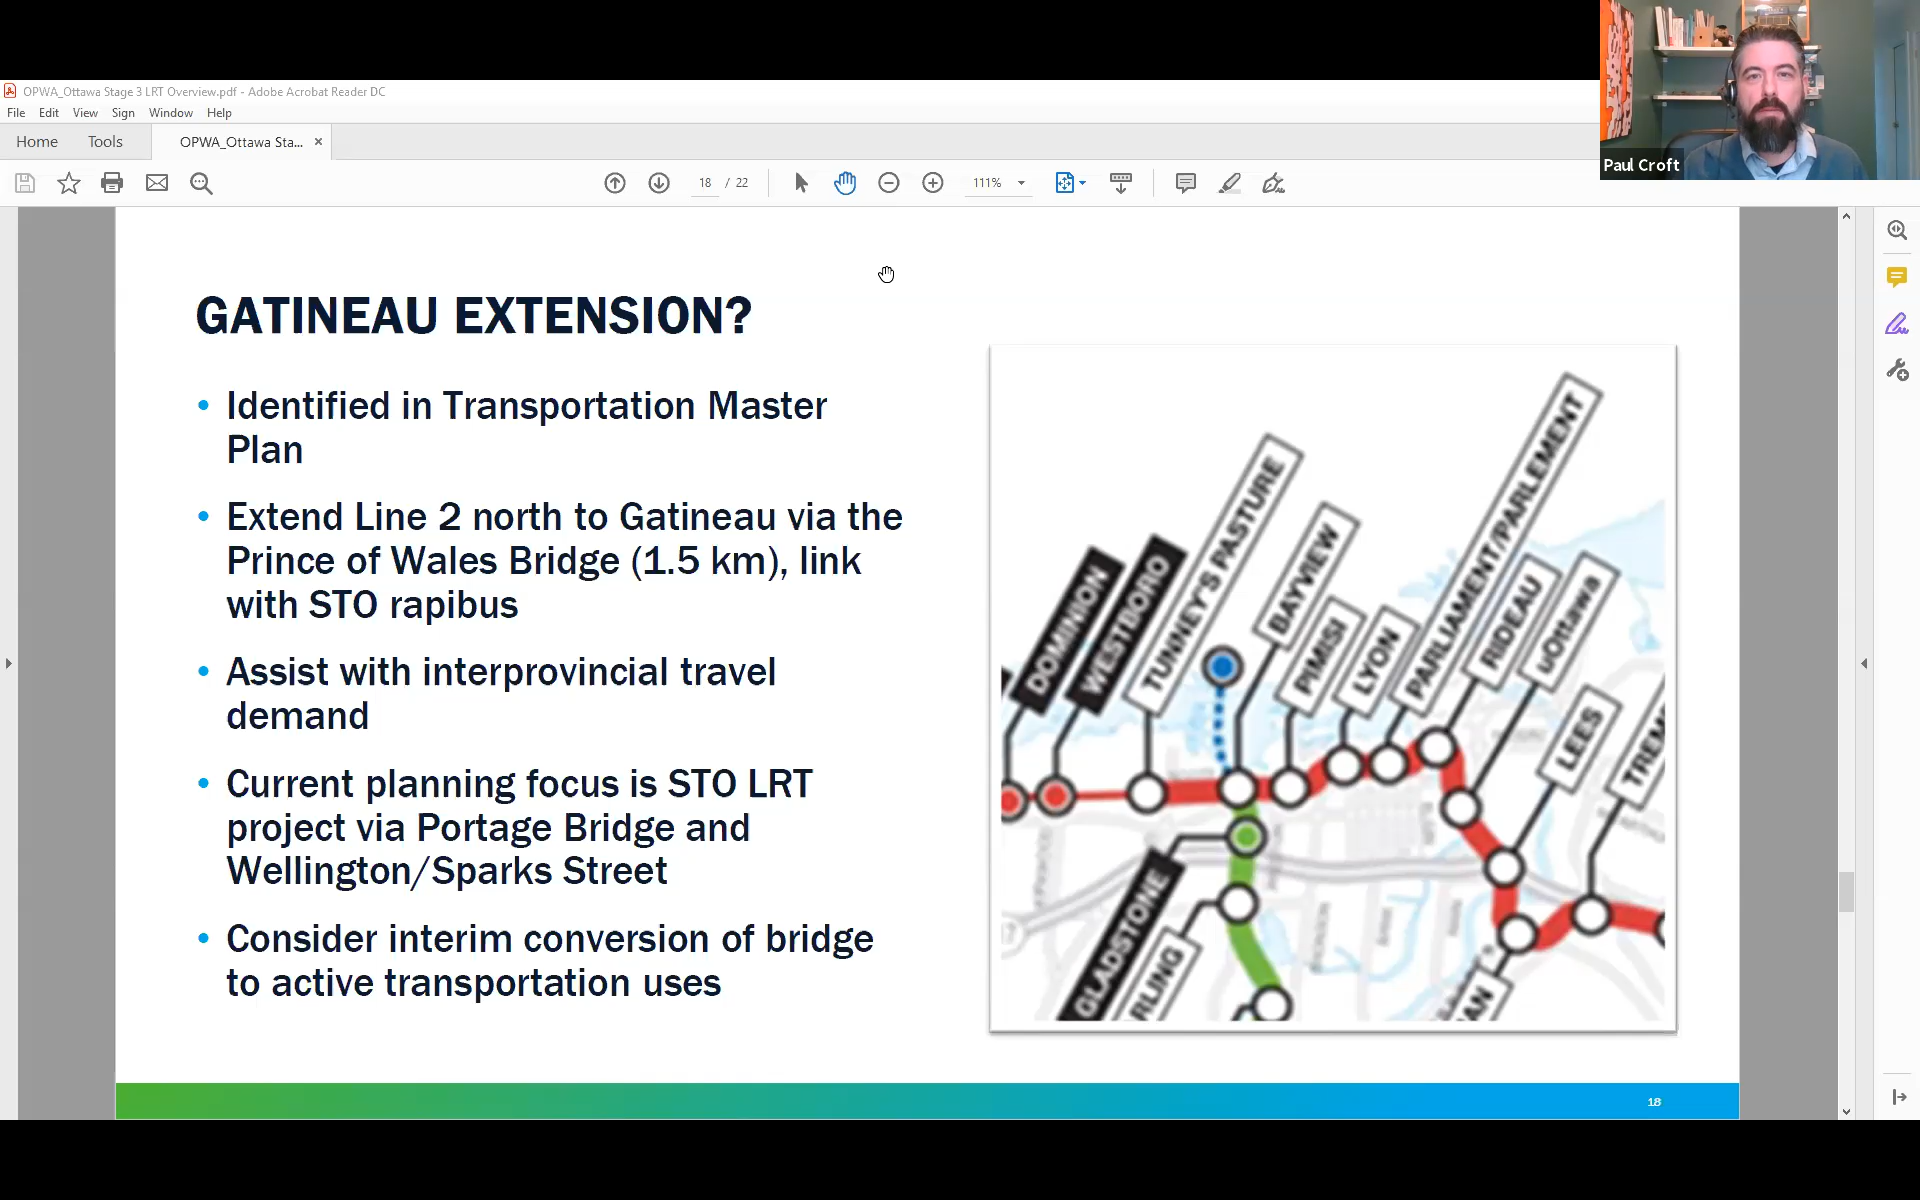 OPWA_Ottawa Stage 3 LRT Overview.pdf - Adobe Acrobat Reader DC
File Edit View Sign Window Help
Home Tools OPWA_Ottawa Sta... ×
18 / 22 111%
Paul Croft
GATINEAU EXTENSION?
• Identified in Transportation Master
Plan
• Extend Line 2 north to Gatineau via the
Prince of Wales Bridge (1.5 km), link
with STO rapibus
• Assist with interprovincial travel
demand
• Current planning focus is STO LRT
project via Portage Bridge and
Wellington/Sparks Street
• Consider interim conversion of bridge
to active transportation uses
DOMINION
WESTBORO
TUNNEY'S PASTURE
BAYVIEW
PIMISI
LYON
PARLIAMENT/PARLEMENT
RIDEAU
uOttawa
LEES
TREM
GLADSTONE
RLING
AN
18